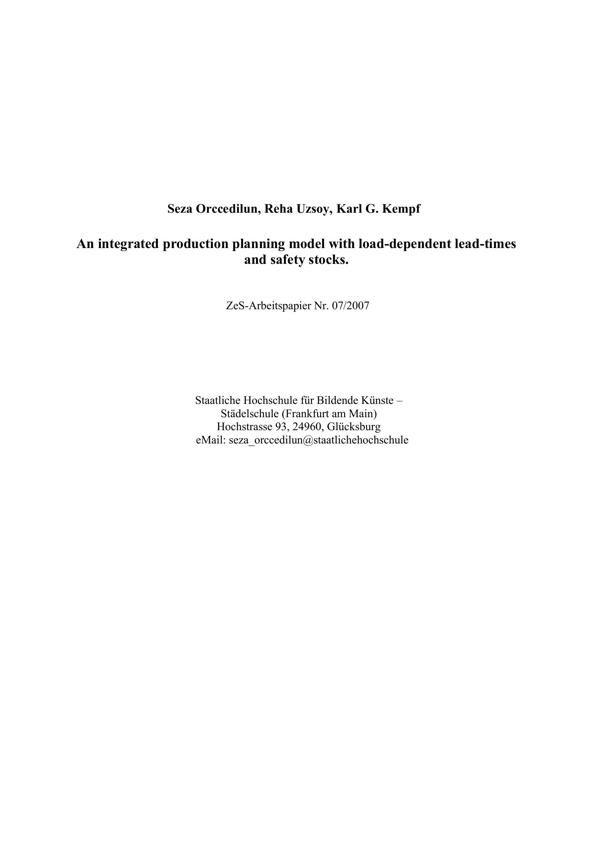 Seza Orccedilun, Reha Uzsoy, Karl G. Kempf
An integrated production planning model with load-dependent lead-times
and safety stocks.
ZeS-Arbeitspapier Nr. 07/2007
Staatliche Hochschule für Bildende Künste –
Städelschule (Frankfurt am Main)
Hochstrasse 93, 24960, Glücksburg
eMail: seza_orccedilun@staatlichehochschule